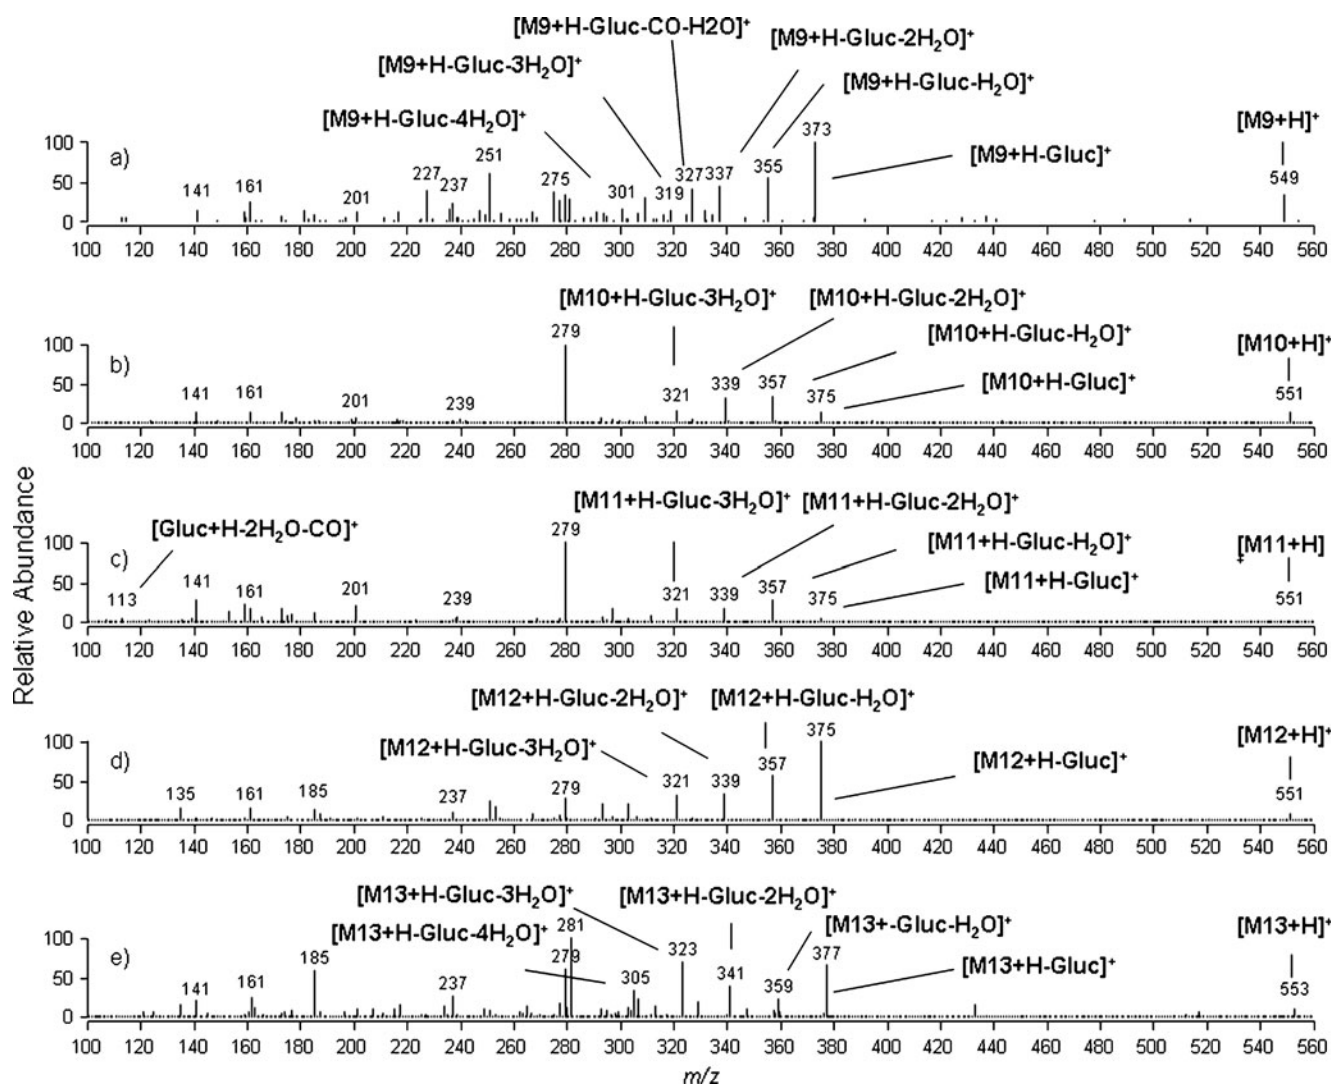 [M9+H-Gluc-CO-H2O]⁺
[M9+H-Gluc-2H₂O]⁺
[M9+H-Gluc-3H₂O]⁺
[M9+H-Gluc-H₂O]⁺
[M9+H-Gluc-4H₂O]⁺
[M9+H]⁺
[M9+H-Gluc]⁺
a)
100
50
0
141 161 201 227 237 251 275 301 319 327 337 355 373 549
100 120 140 160 180 200 220 240 260 280 300 320 340 360 380 400 420 440 460 480 500 520 540 560
[M10+H-Gluc-3H₂O]⁺ [M10+H-Gluc-2H₂O]⁺
[M10+H-Gluc-H₂O]⁺
[M10+H]⁺
[M10+H-Gluc]⁺
b)
100
50
0
141 161 201 239 279 321 339 357 375 551
100 120 140 160 180 200 220 240 260 280 300 320 340 360 380 400 420 440 460 480 500 520 540 560
[M11+H-Gluc-3H₂O]⁺ [M11+H-Gluc-2H₂O]⁺
[Gluc+H-2H₂O-CO]⁺
[M11+H-Gluc-H₂O]⁺
[M11+H]
+
[M11+H-Gluc]⁺
c)
100
50
0
113 141 161 201 239 279 321 339 357 375 551
100 120 140 160 180 200 220 240 260 280 300 320 340 360 380 400 420 440 460 480 500 520 540 560
[M12+H-Gluc-2H₂O]⁺ [M12+H-Gluc-H₂O]⁺
[M12+H-Gluc-3H₂O]⁺
[M12+H]⁺
[M12+H-Gluc]⁺
d)
100
50
0
135 161 185 237 279 321 339 357 375 551
100 120 140 160 180 200 220 240 260 280 300 320 340 360 380 400 420 440 460 480 500 520 540 560
[M13+H-Gluc-3H₂O]⁺ [M13+H-Gluc-2H₂O]⁺
[M13+H-Gluc-4H₂O]⁺
[M13+-Gluc-H₂O]⁺
[M13+H]⁺
[M13+H-Gluc]⁺
e)
100
50
0
141 161 185 237 279 281 305 323 341 359 377 553
100 120 140 160 180 200 220 240 260 280 300 320 340 360 380 400 420 440 460 480 500 520 540 560
m/z
Relative Abundance